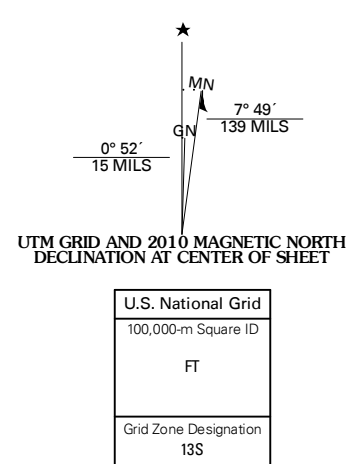 MN
7° 49´
139 MILS
GN
0° 52´
15 MILS
UTM GRID AND 2010 MAGNETIC NORTH
DECLINATION AT CENTER OF SHEET
U.S. National Grid
100,000-m Square ID
FT
Grid Zone Designation
13S